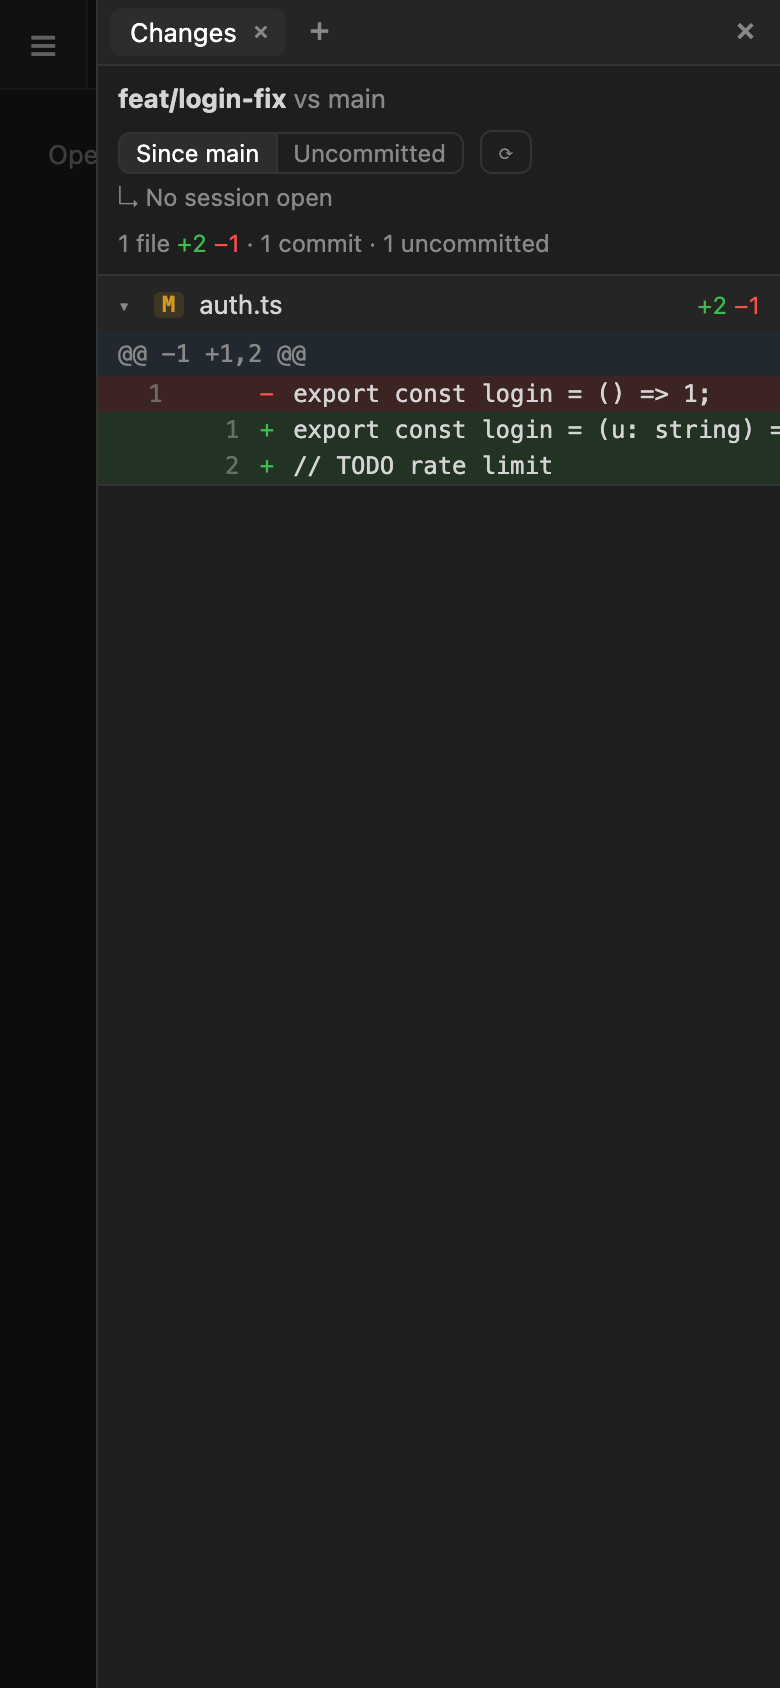 Changes × + ×
Ope
feat/login-fix vs main
Since main Uncommitted ⟳
No session open
1 file +2 −1 · 1 commit · 1 uncommitted
▾ M auth.ts +2 −1
@@ −1 +1,2 @@
1 − export const login = () => 1;
1 + export const login = (u: string) =
2 + // TODO rate limit